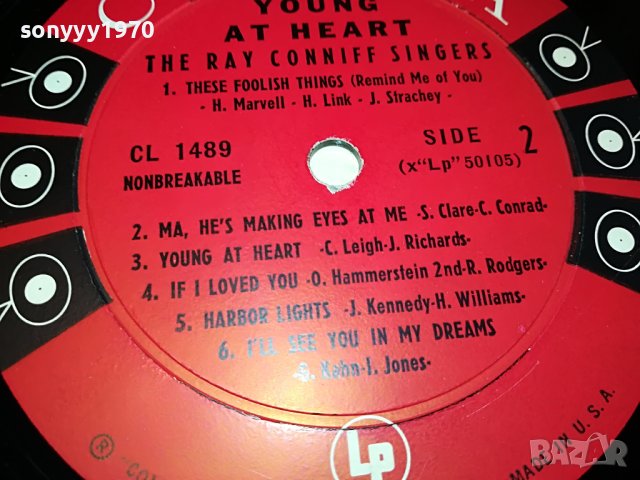 sonyyy1970
YOUNG
AT HEART
THE RAY CONNIFF SINGERS
1. THESE FOOLISH THINGS (Remind Me of You)
- H. Marvell - H. Link - J. Strachey -
CL 1489
NONBREAKABLE
SIDE 2
(x"Lp" 50105)
2. MA, HE'S MAKING EYES AT ME -S. Clare-C. Conrad-
3. YOUNG AT HEART -C. Leigh-J. Richards-
4. IF I LOVED YOU -O. Hammerstein 2nd-R. Rodgers-
5. HARBOR LIGHTS -J. Kennedy-H. Williams-
6. I'LL SEE YOU IN MY DREAMS
-G. Kahn-I. Jones-
®
Lp
MADE IN U.S.A.
BAZAR